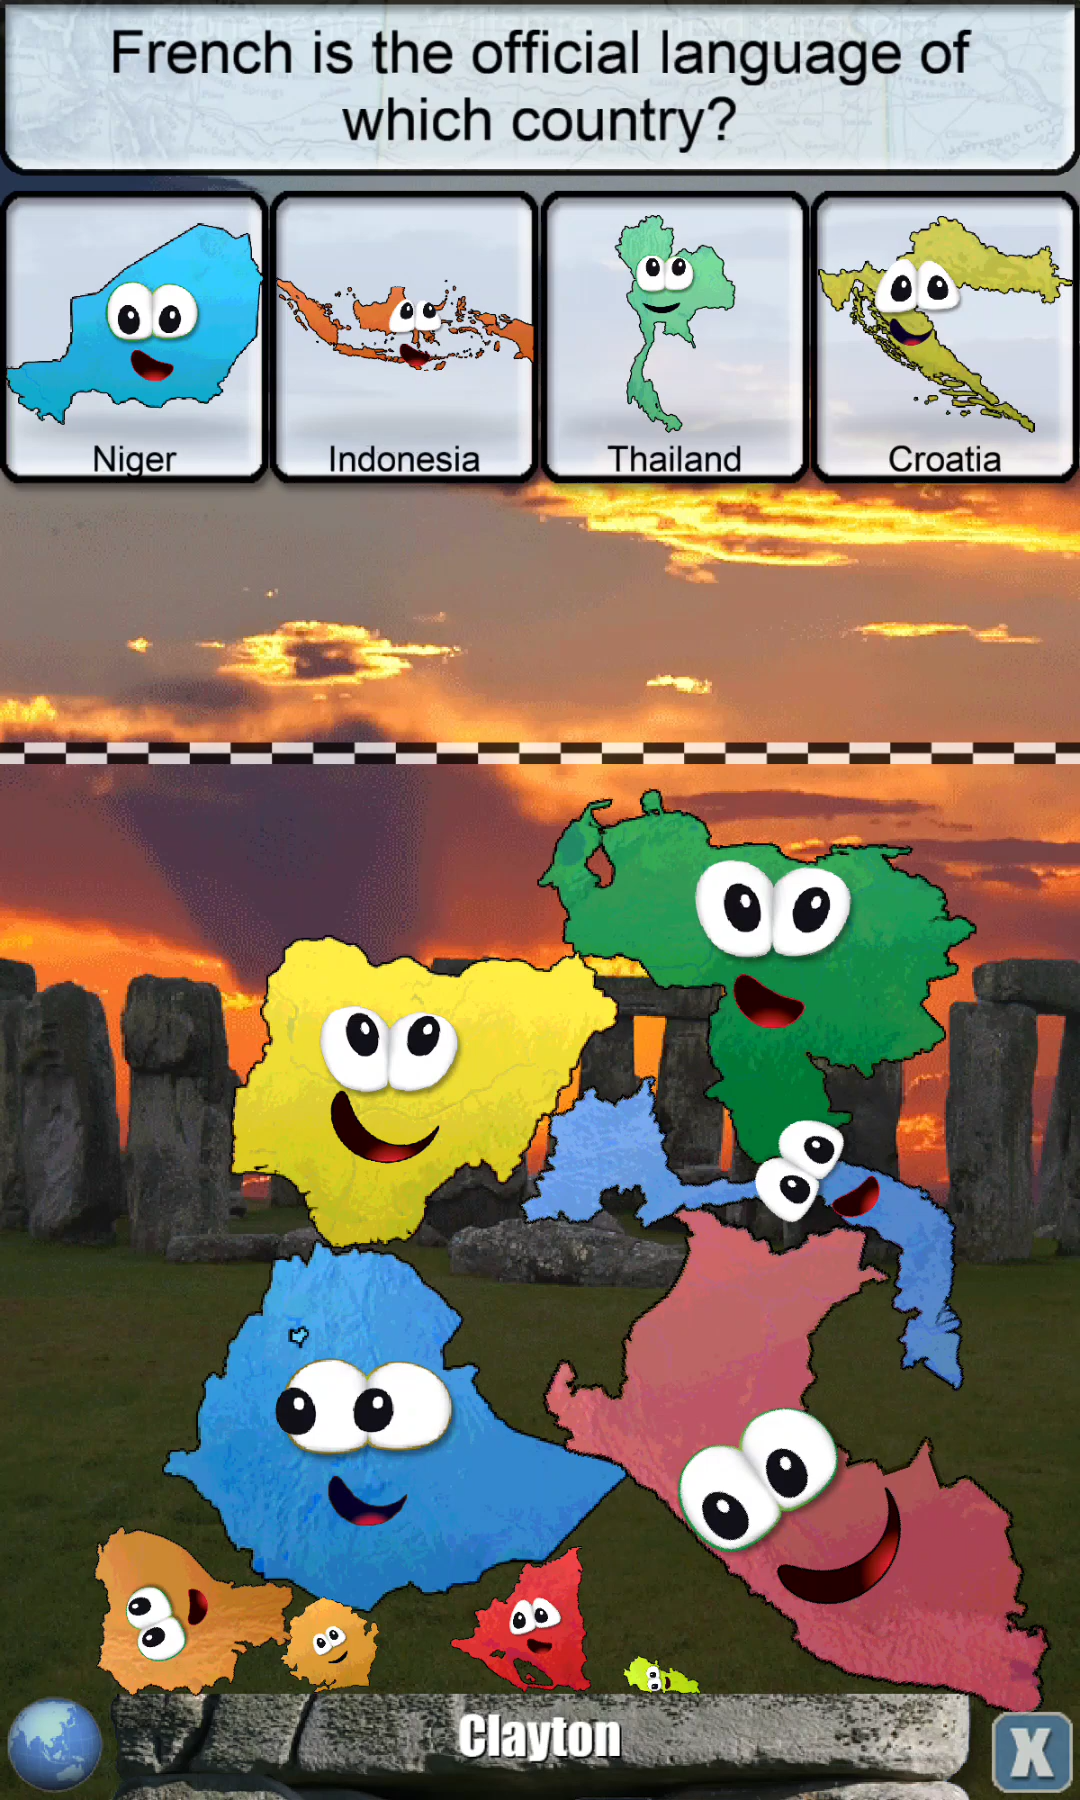 French is the official language of
which country?
Niger
Indonesia
Thailand
Croatia
Clayton
X